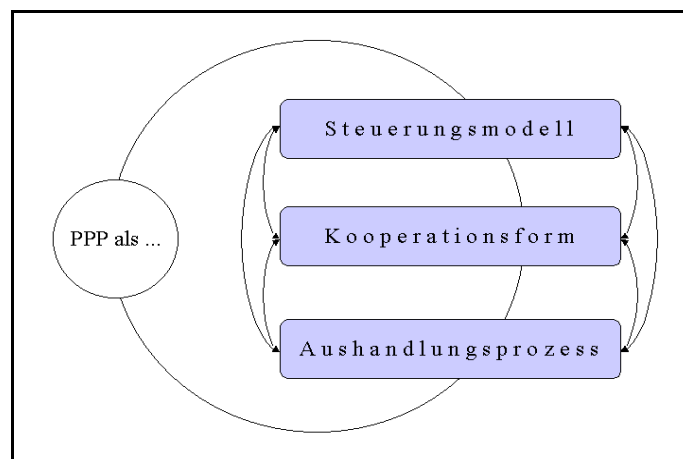 Steuerungsmodell
PPP als ...
Kooperationsform
Aushandlungsprozess